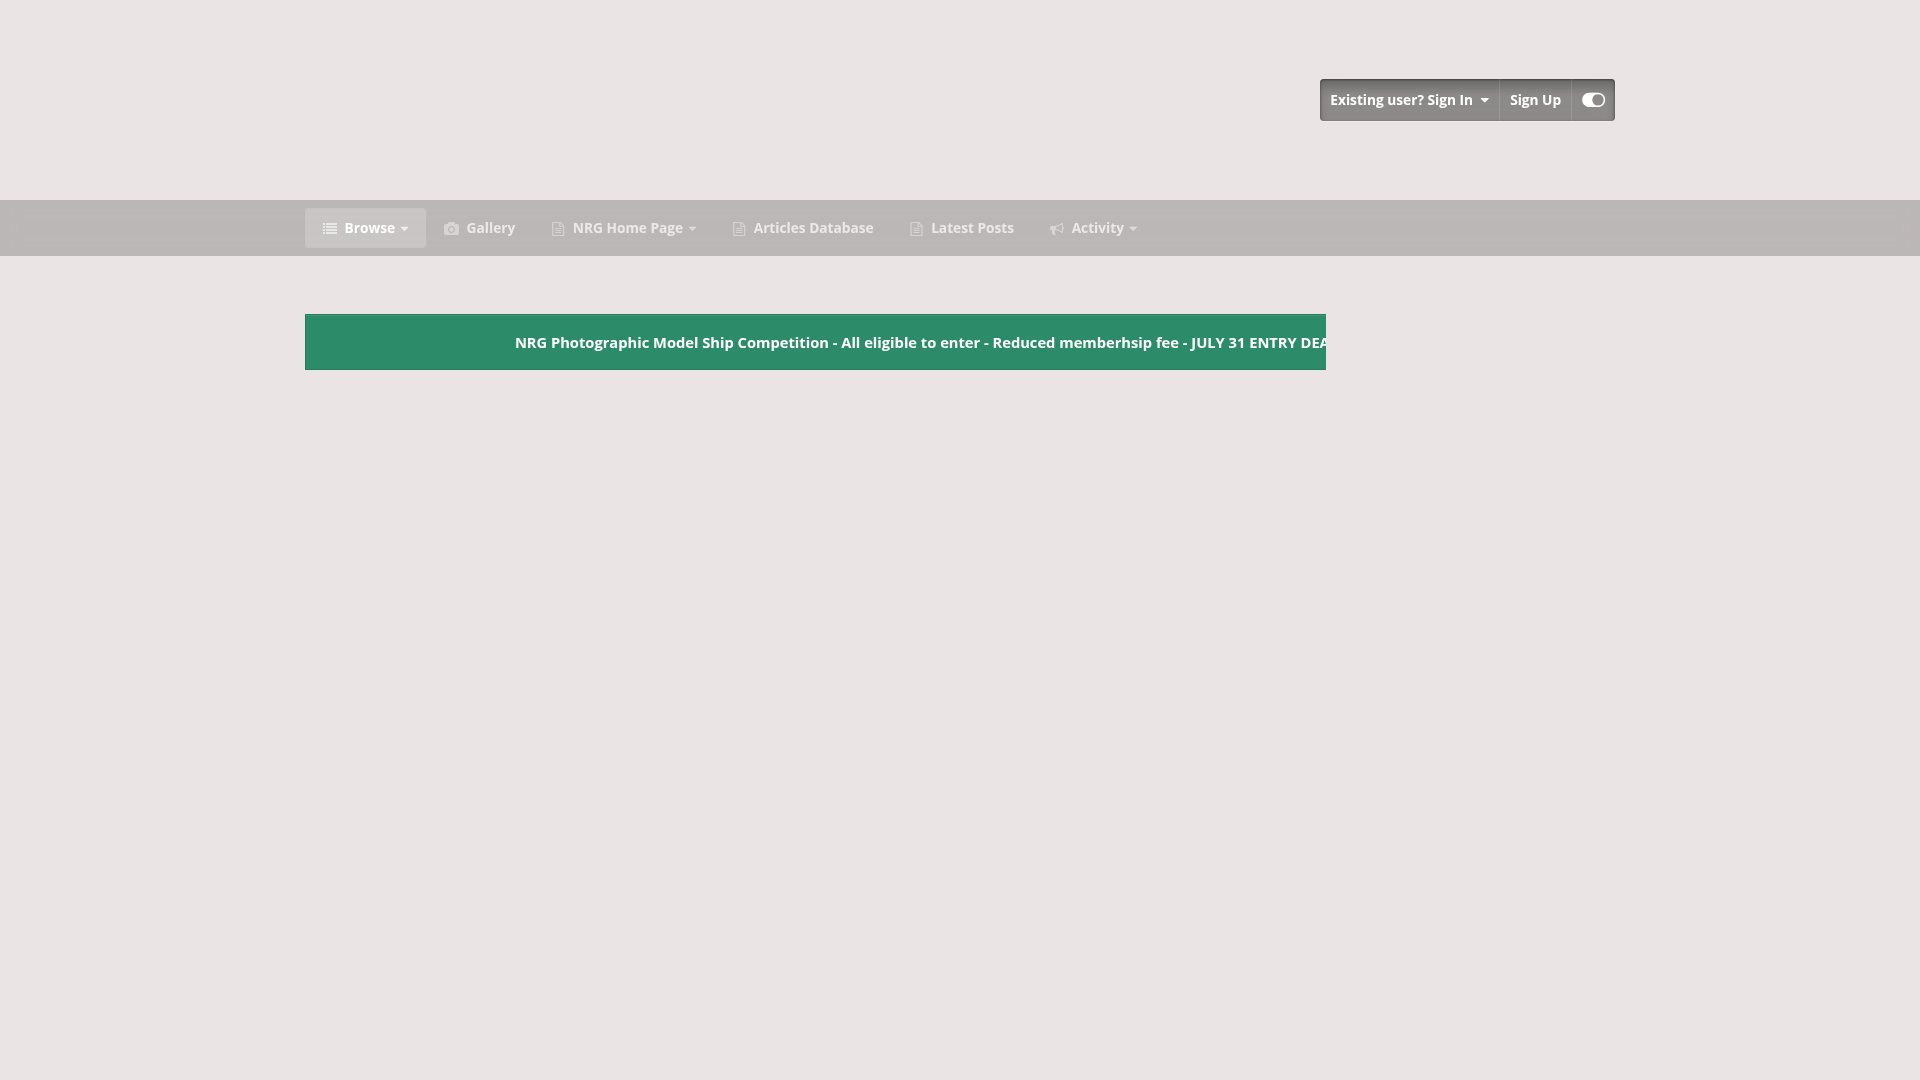 Existing user? Sign In
Sign Up
Browse
Gallery
NRG Home Page
Articles Database
Latest Posts
Activity
NRG Photographic Model Ship Competition - All eligible to enter - Reduced memberhsip fee - JULY 31 ENTRY DEA